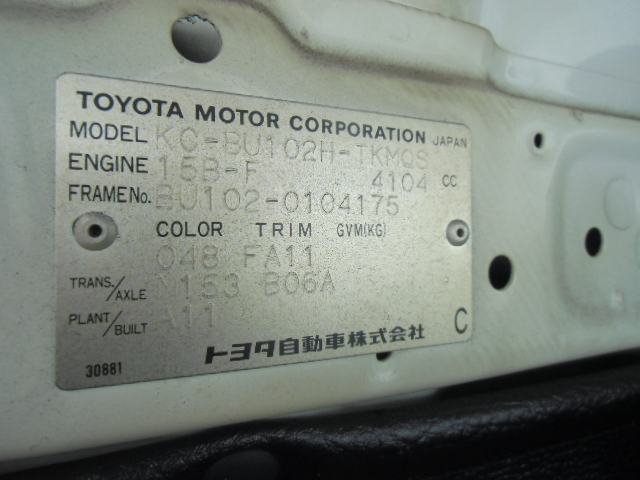 TOYOTA MOTOR CORPORATION JAPAN
MODEL KC-BU102H-TKMQS
ENGINE 15B-F 4104 CC
FRAME No. BU102-0104175
COLOR TRIM GVM(KG)
048 FA11
TRANS./AXLE M153 B06A
PLANT/BUILT A11
トヨタ自動車株式会社 C
30881